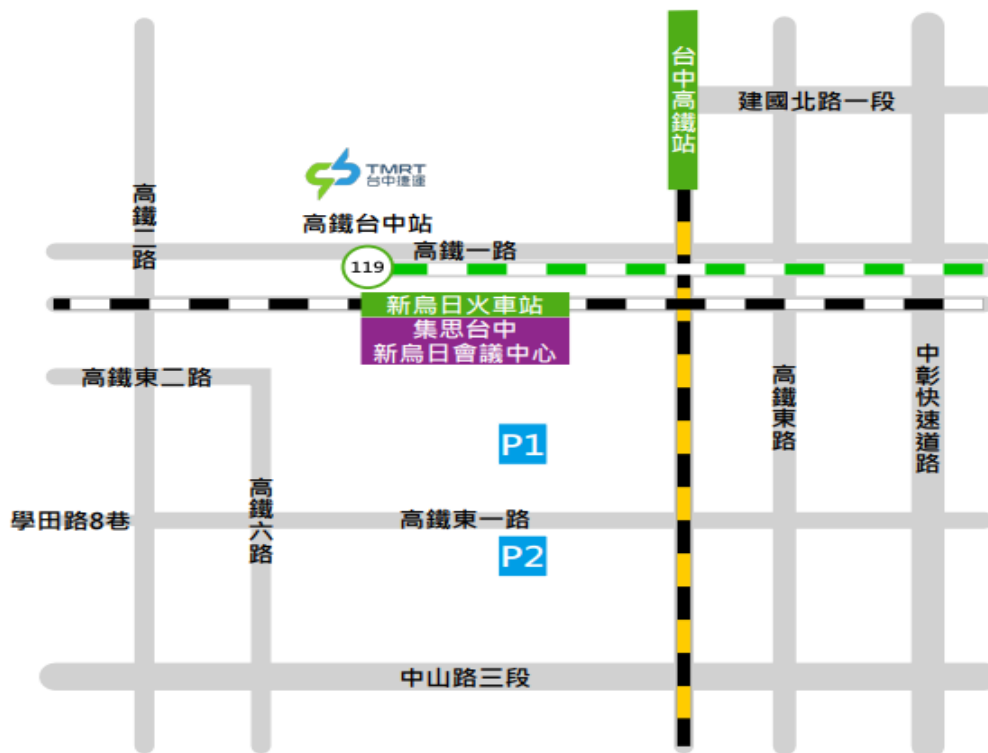 台中高鐵站
建國北路一段
TMRT
台中捷運
高鐵二路
高鐵台中站
高鐵一路
119
新烏日火車站
集思台中
新烏日會議中心
高鐵東二路
高鐵東路
中彰快速道路
P1
高鐵六路
學田路8巷
高鐵東一路
P2
中山路三段